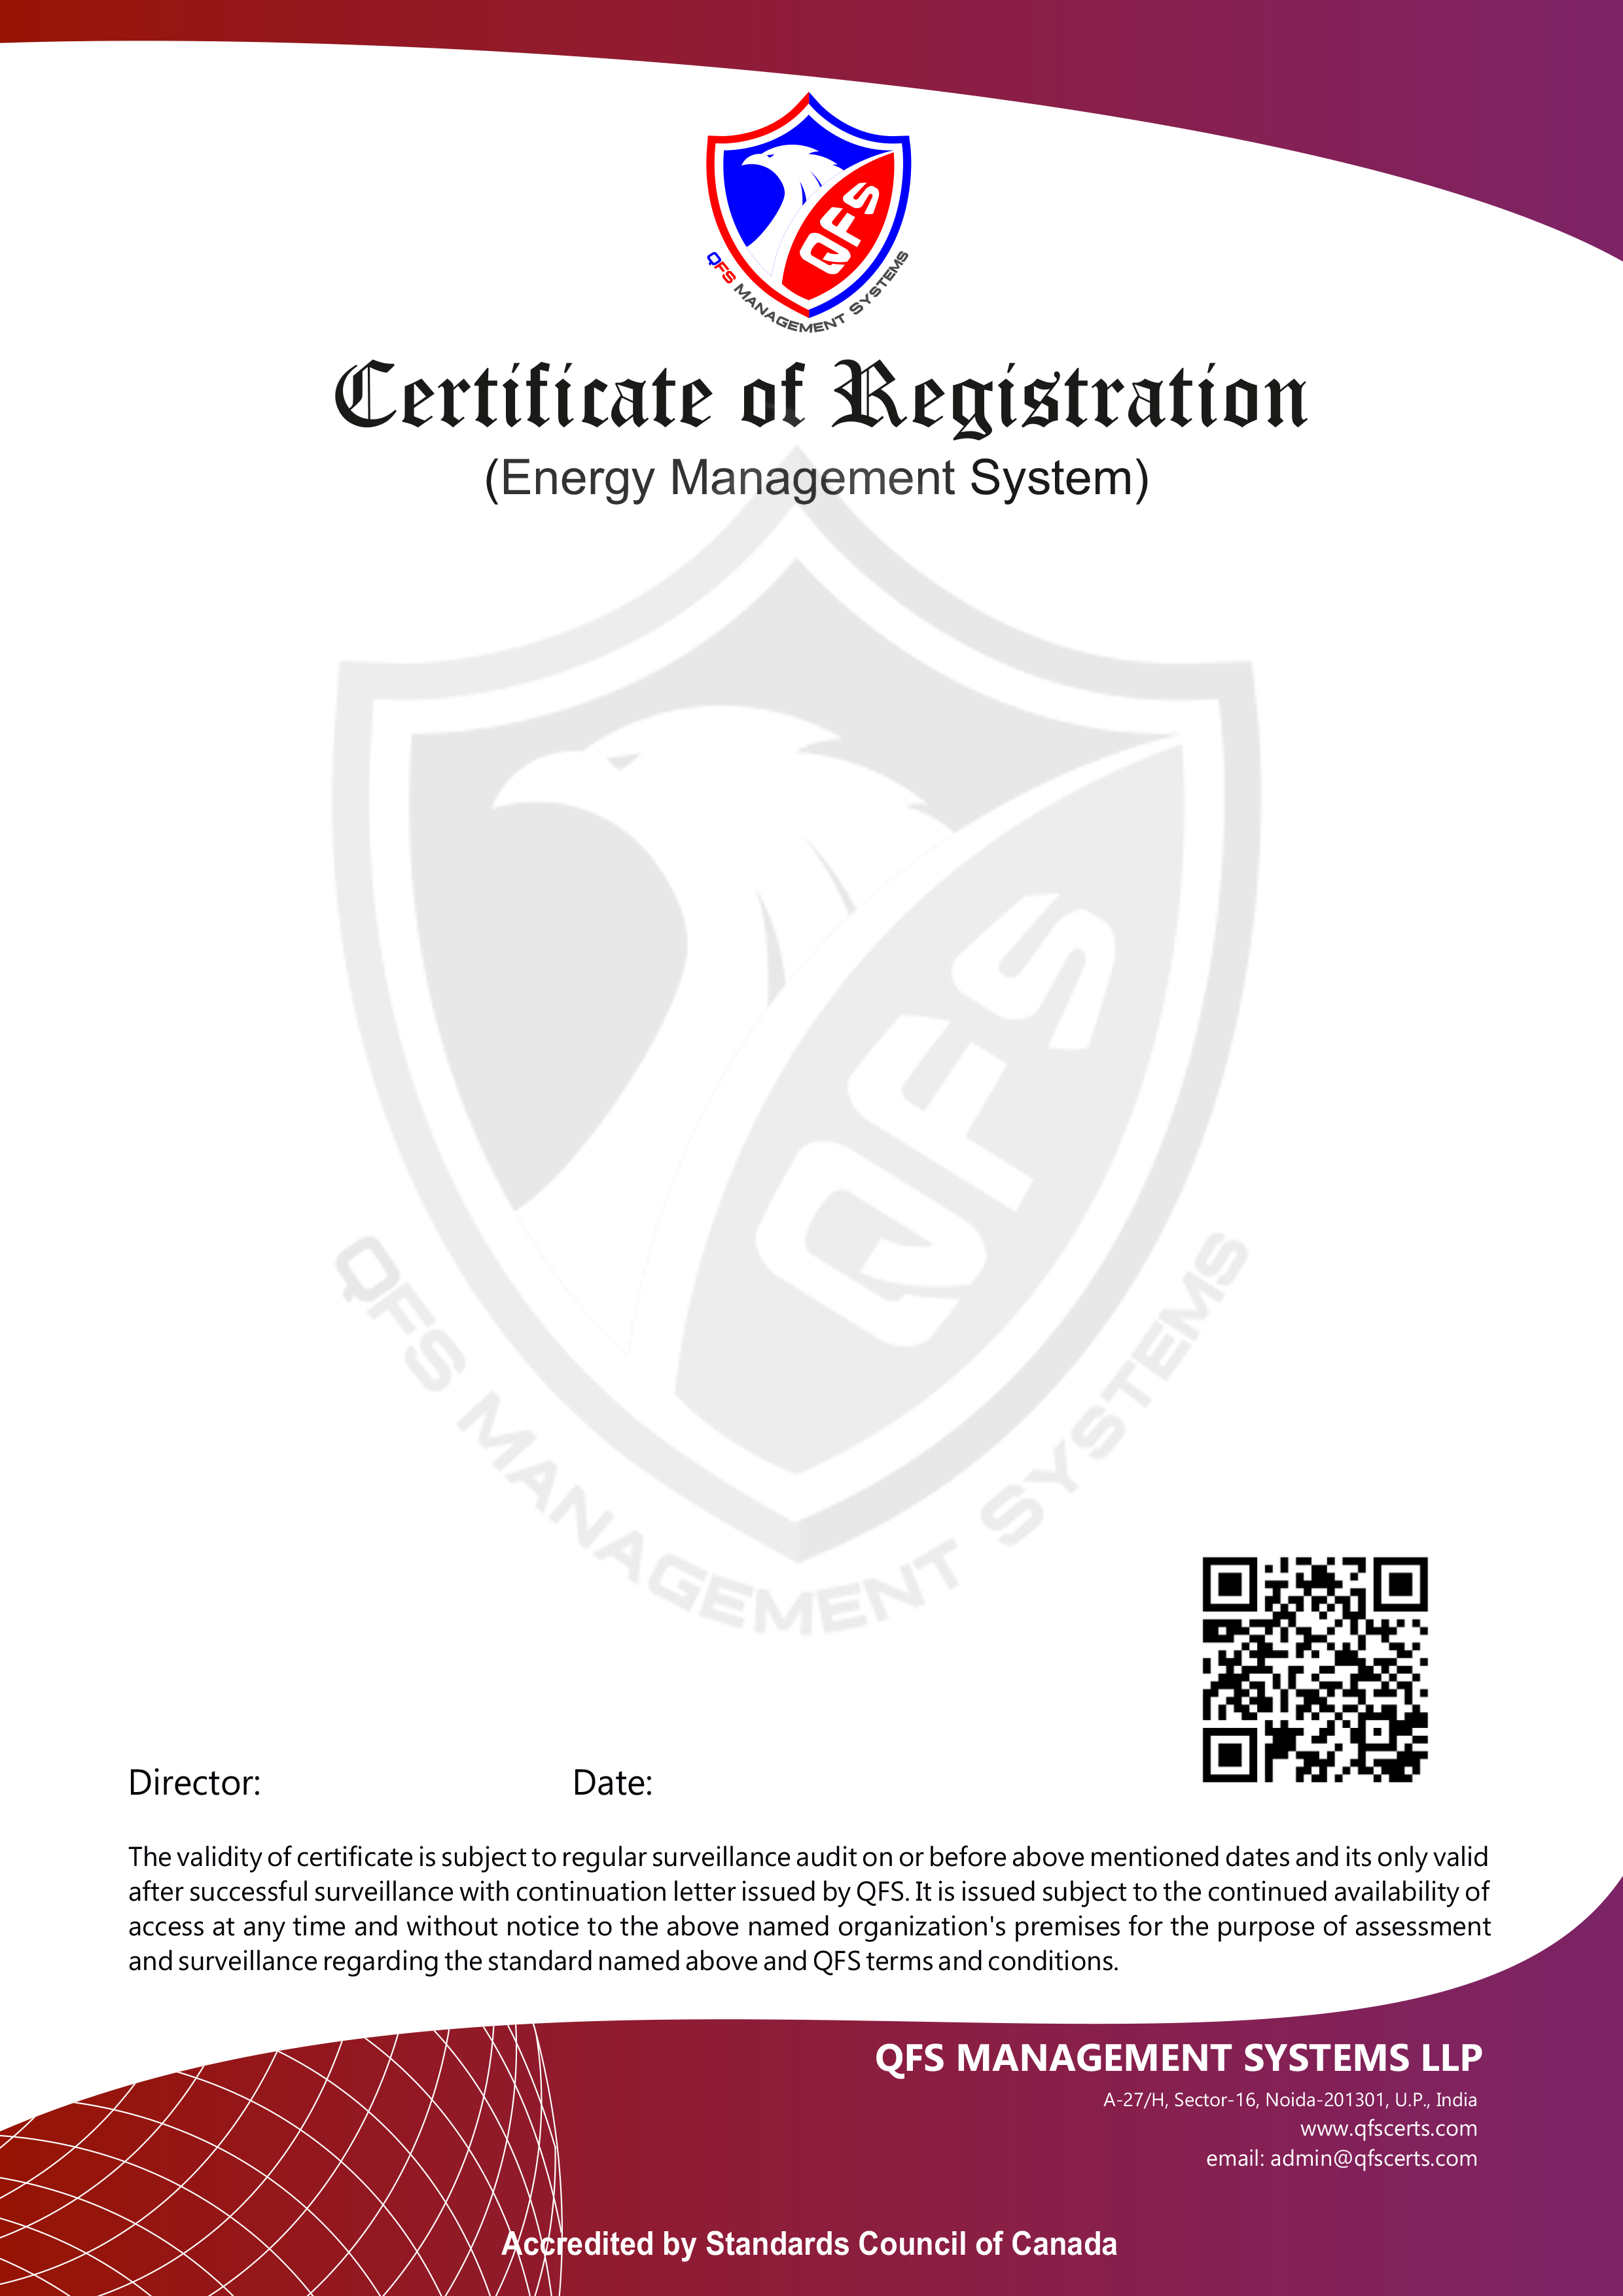 QFS
QFS MANAGEMENT SYSTEMS
Certificate of Registration
(Energy Management System)
QFS
QFS MANAGEMENT SYSTEMS
Director:
Date:
The validity of certificate is subject to regular surveillance audit on or before above mentioned dates and its only valid
after successful surveillance with continuation letter issued by QFS. It is issued subject to the continued availability of
access at any time and without notice to the above named organization's premises for the purpose of assessment
and surveillance regarding the standard named above and QFS terms and conditions.
QFS MANAGEMENT SYSTEMS LLP
A-27/H, Sector-16, Noida-201301, U.P., India
www.qfscerts.com
email: admin@qfscerts.com
Accredited by Standards Council of Canada